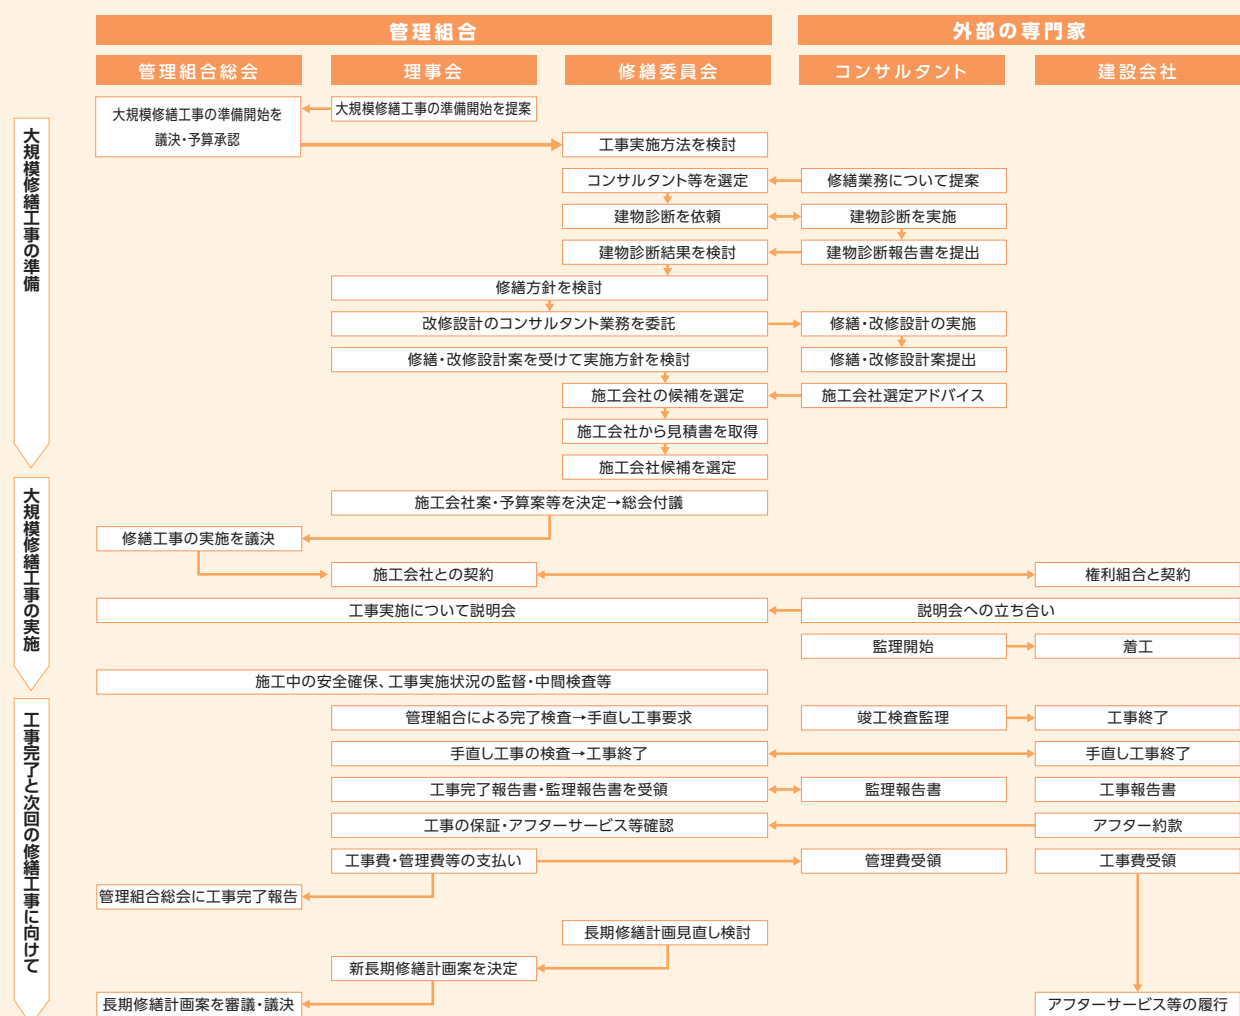 管理組合
外部の専門家
管理組合総会
理事会
修繕委員会
コンサルタント
建設会社
大規模修繕工事の準備
大規模修繕工事の準備開始を
議決・予算承認
大規模修繕工事の準備開始を提案
工事実施方法を検討
コンサルタント等を選定
修繕業務について提案
建物診断を依頼
建物診断を実施
建物診断結果を検討
建物診断報告書を提出
修繕方針を検討
改修設計のコンサルタント業務を委託
修繕・改修設計の実施
修繕・改修設計案を受けて実施方針を検討
修繕・改修設計案提出
施工会社の候補を選定
施工会社選定アドバイス
施工会社から見積書を取得
施工会社候補を選定
大規模修繕工事の実施
施工会社案・予算案等を決定→総会付議
修繕工事の実施を議決
施工会社との契約
権利組合と契約
工事実施について説明会
説明会への立ち合い
監理開始
着工
施工中の安全確保、工事実施状況の監督・中間検査等
工事完了と次回の修繕工事に向けて
管理組合による完了検査→手直し工事要求
竣工検査監理
工事終了
手直し工事の検査→工事終了
手直し工事終了
工事完了報告書・監理報告書を受領
監理報告書
工事報告書
工事の保証・アフターサービス等確認
アフター約款
工事費・管理費等の支払い
管理費受領
工事費受領
管理組合総会に工事完了報告
長期修繕計画見直し検討
新長期修繕計画案を決定
長期修繕計画案を審議・議決
アフターサービス等の履行